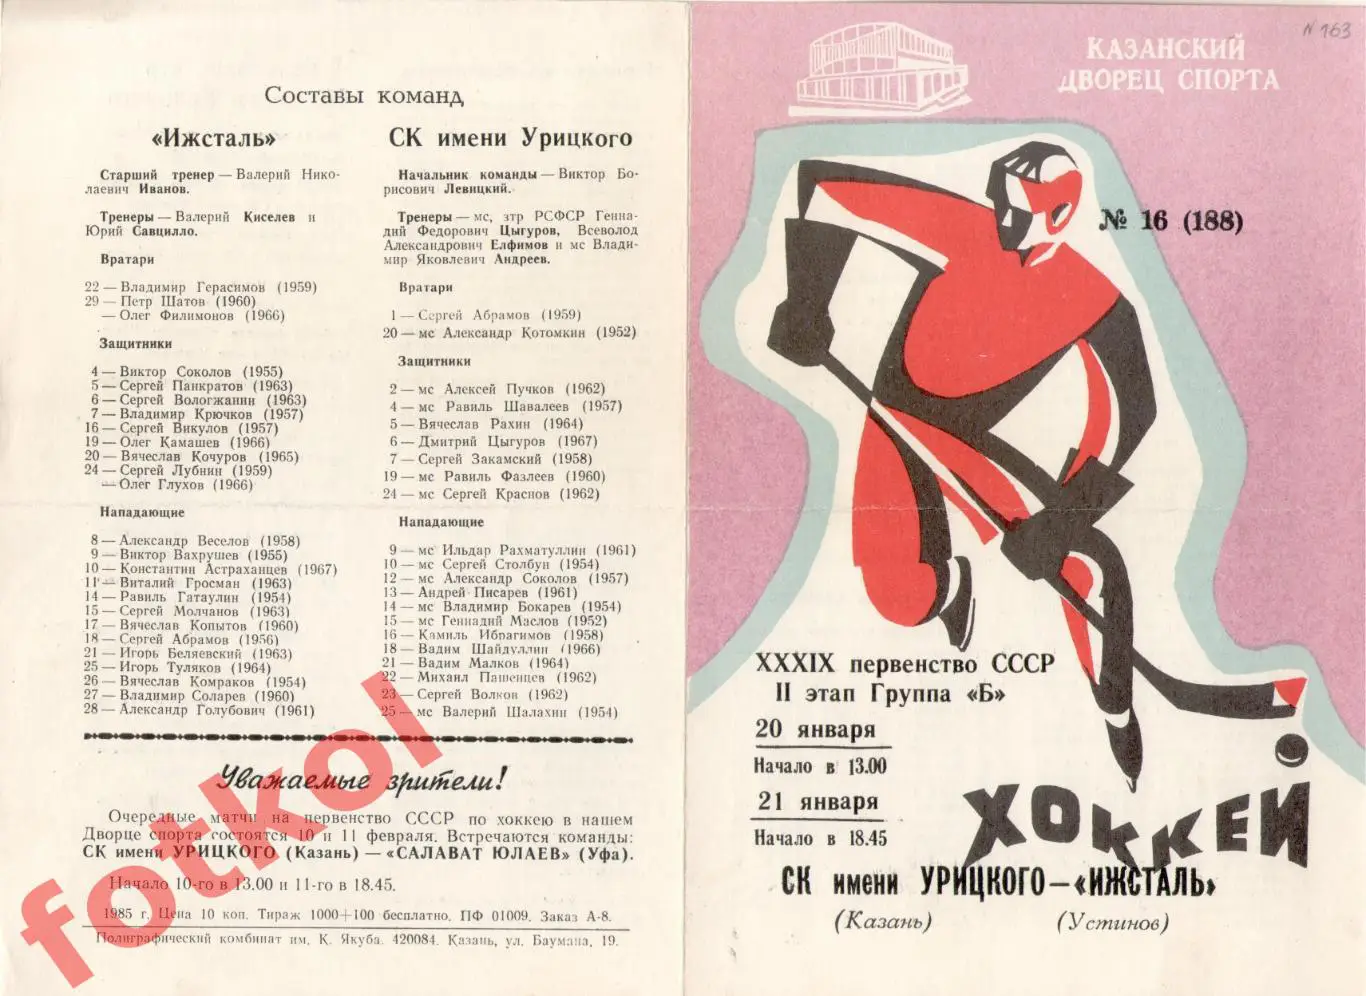 Составы команд
«Ижсталь»
Старший тренер — Валерий Нико-
лаевич Иванов.
Тренеры — Валерий Киселев и
Юрий Савцилло.
Вратари
22 — Владимир Герасимов (1959)
29 — Петр Шатов (1960)
— Олег Филимонов (1966)
Защитники
4 — Виктор Соколов (1955)
5 — Сергей Панкратов (1963)
6 — Сергей Вологжанин (1963)
7 — Владимир Крючков (1957)
16 — Сергей Викулов (1957)
19 — Олег Камашев (1966)
20 — Вячеслав Кочуров (1965)
24 — Сергей Лубнин (1959)
— Олег Глухов (1966)
Нападающие
8 — Александр Веселов (1958)
9 — Виктор Вахрушев (1955)
10 — Константин Астраханцев (1967)
11 — Виталий Гросман (1963)
14 — Равиль Гатаулин (1954)
15 — Сергей Молчанов (1963)
17 — Вячеслав Копытов (1960)
18 — Сергей Абрамов (1956)
21 — Игорь Беляевский (1963)
25 — Игорь Туляков (1964)
26 — Вячеслав Комраков (1954)
27 — Владимир Соларев (1960)
28 — Александр Голубович (1961)
СК имени Урицкого
Начальник команды — Виктор Бо-
рисович Левицкий.
Тренеры — мс, зтр РСФСР Генна-
дий Федорович Цыгуров, Всеволод
Александрович Елфимов и мс Влади-
мир Яковлевич Андреев.
Вратари
1 — Сергей Абрамов (1959)
20 — мс Александр Котомкин (1952)
Защитники
2 — мс Алексей Пучков (1962)
4 — мс Равиль Шавалеев (1957)
5 — Вячеслав Рахин (1964)
6 — Дмитрий Цыгуров (1967)
7 — Сергей Закамский (1958)
19 — мс Равиль Фазлеев (1960)
24 — мс Сергей Краснов (1962)
Нападающие
9 — мс Ильдар Рахматуллин (1961)
10 — мс Сергей Столбун (1954)
12 — мс Александр Соколов (1957)
13 — Андрей Писарев (1961)
14 — мс Владимир Бокарев (1954)
15 — мс Геннадий Маслов (1952)
16 — Камиль Ибрагимов (1958)
18 — Вадим Шайдуллин (1966)
21 — Вадим Малков (1964)
22 — Михаил Пашенцев (1962)
23 — Сергей Волков (1962)
25 — мс Валерий Шалахин (1954)
Уважаемые зрители!
Очередные матчи на первенство СССР по хоккею в нашем
Дворце спорта состоятся 10 и 11 февраля. Встречаются команды:
СК имени УРИЦКОГО (Казань) — «САЛАВАТ ЮЛАЕВ» (Уфа).
Начало 10-го в 13.00 и 11-го в 18.45.
1985 г. Цена 10 коп. Тираж 1000+100 бесплатно. ПФ 01009. Заказ А-8.
Полиграфический комбинат им. К. Якуба. 420084. Казань, ул. Баумана, 19.
fotkol
N 163
КАЗАНСКИЙ
ДВОРЕЦ СПОРТА
№ 16 (188)
XXXIX первенство СССР
II этап Группа «Б»
20 января
Начало в 13.00
21 января
Начало в 18.45
ХОККЕЙ
СК имени УРИЦКОГО — «ИЖСТАЛЬ»
(Казань) (Устинов)